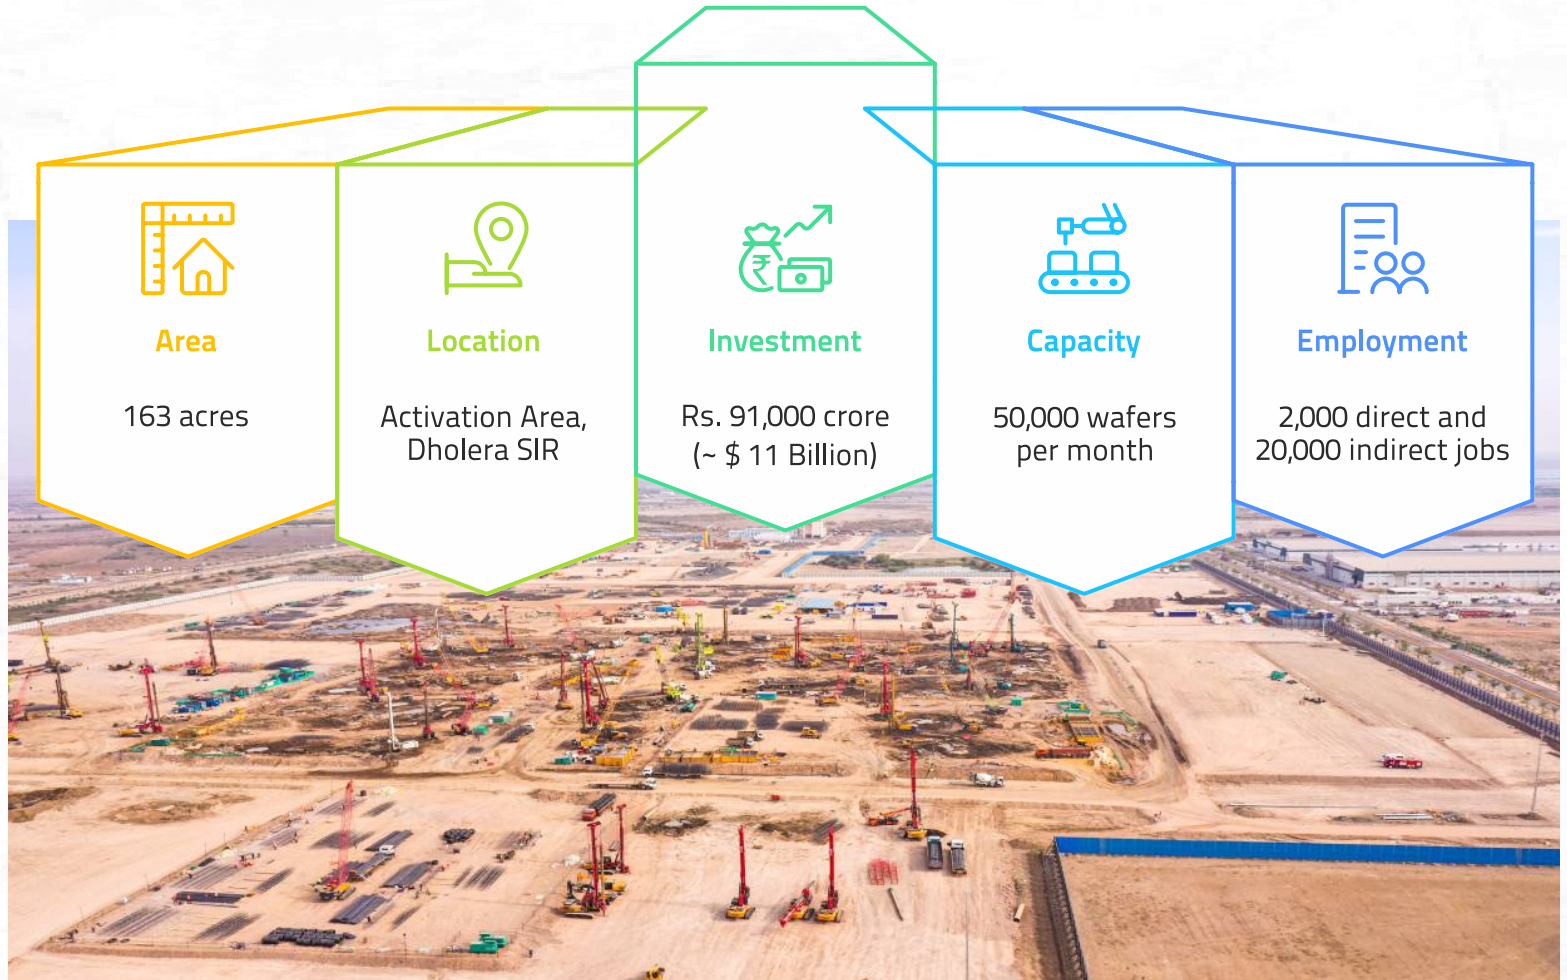 Area
163 acres
Location
Activation Area,
Dholera SIR
Investment
Rs. 91,000 crore
(~ $ 11 Billion)
Capacity
50,000 wafers
per month
Employment
2,000 direct and
20,000 indirect jobs